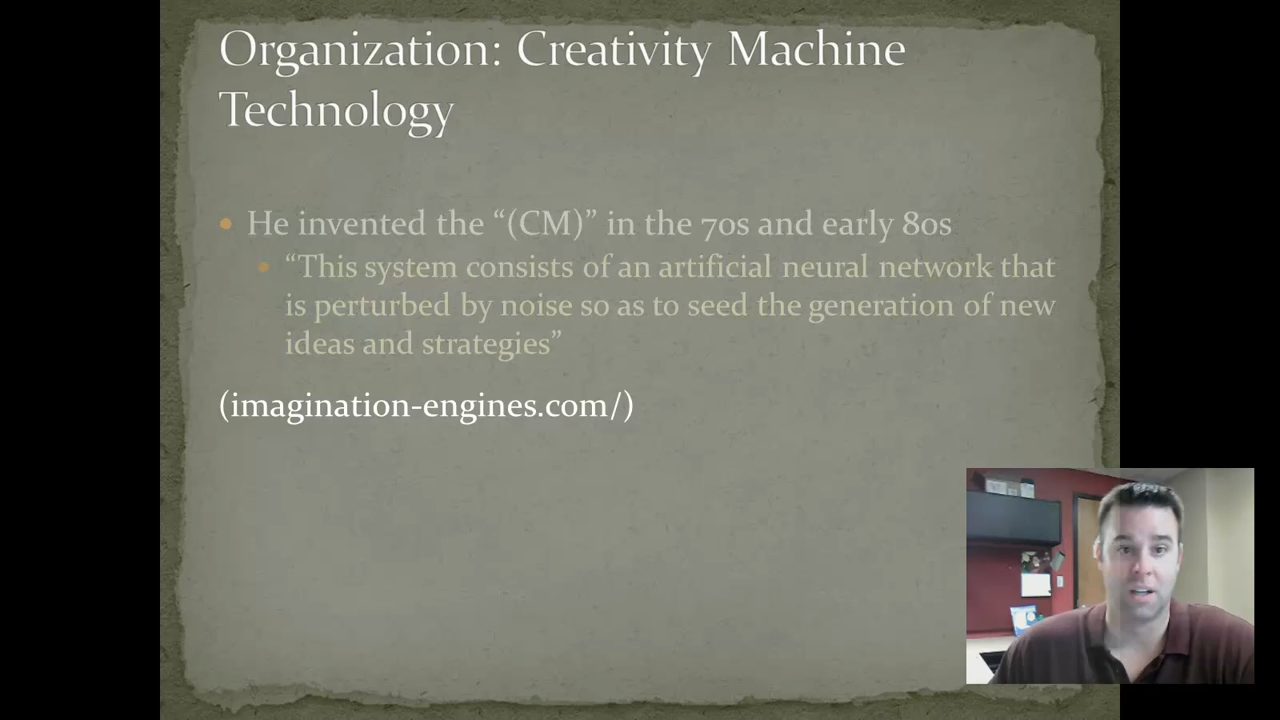 Organization: Creativity Machine
Technology
• He invented the “(CM)” in the 70s and early 80s
• “This system consists of an artificial neural network that
is perturbed by noise so as to seed the generation of new
ideas and strategies”
(imagination-engines.com/)